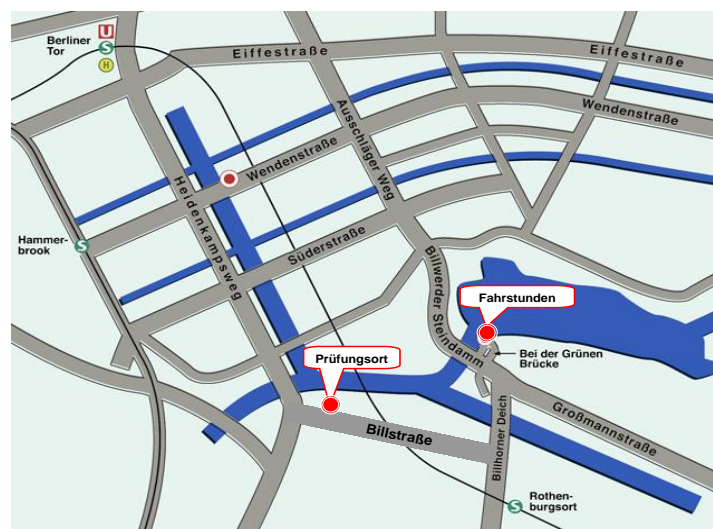 Berliner
Tor
U
S
H
Eiffestraße
Eiffestraße
Ausschläger Weg
Wendenstraße
Wendenstraße
Heidenkampsweg
Hammer-
brook
S
Süderstraße
Billwerder
Steindamm
Fahrstunden
Prüfungsort
Bei der Grünen
Brücke
Billstraße
Billhorner Deich
Großmannstraße
S
Rothen-
burgsort